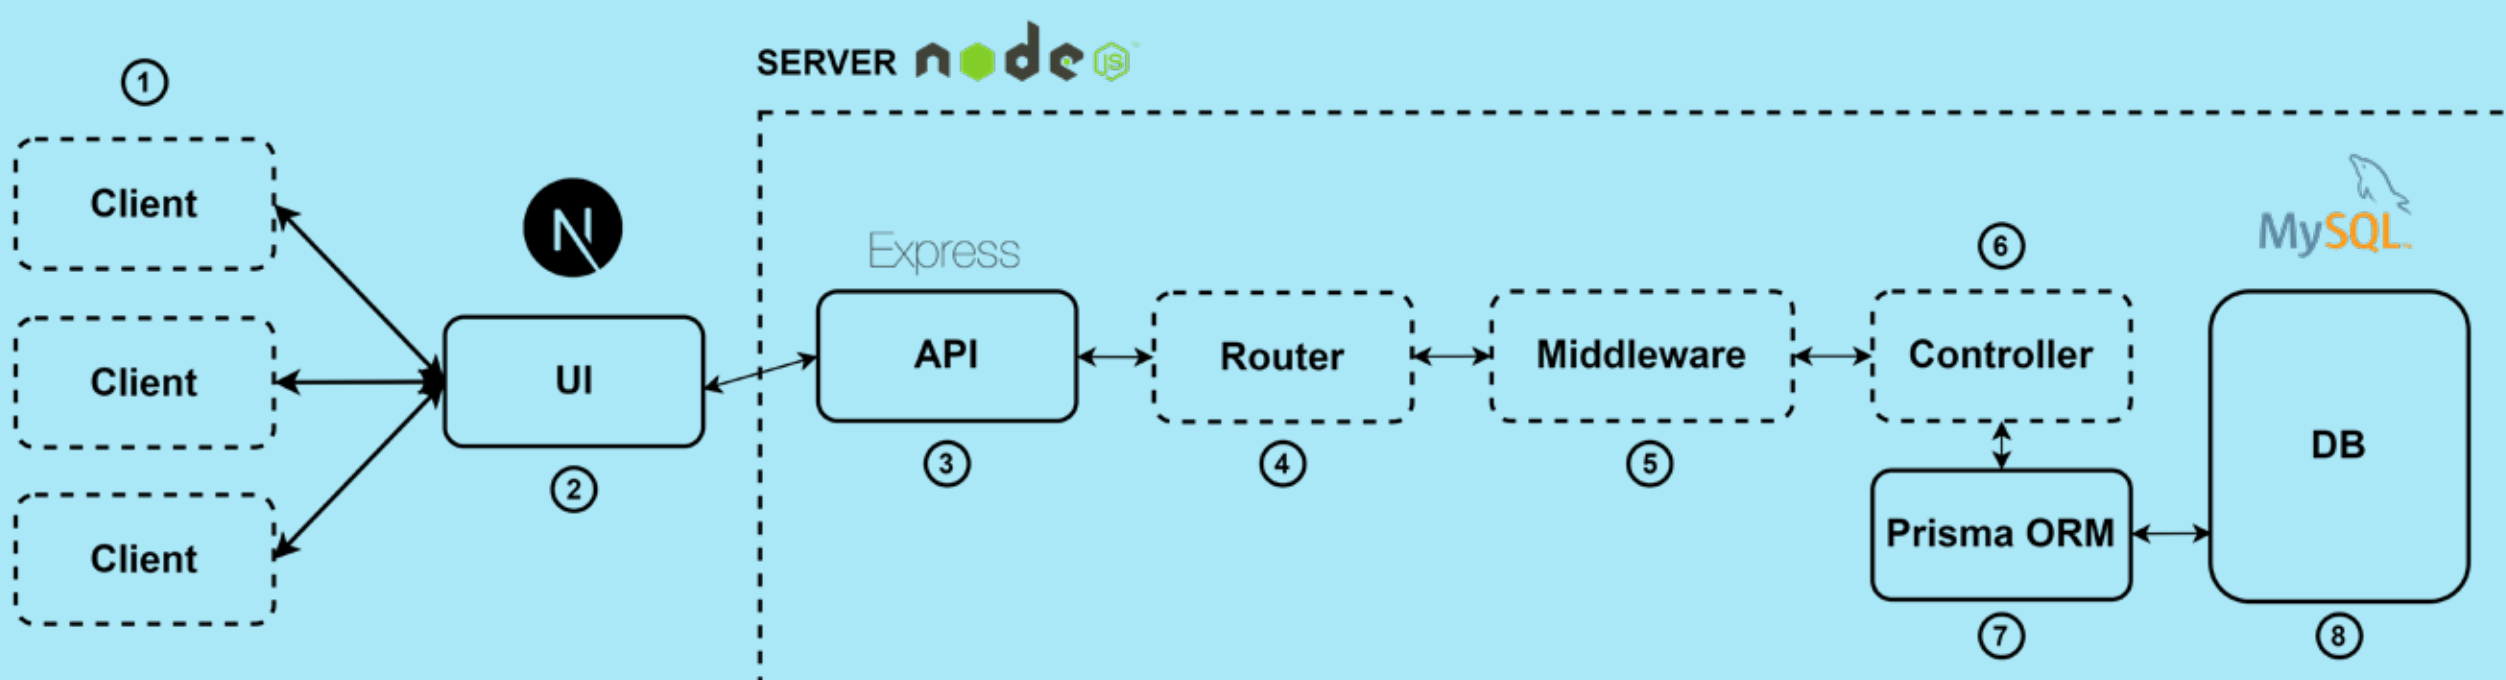 SERVER node JS
1
Client
Client
Client
N
UI
2
Express
API
3
Router
4
Middleware
5
6
Controller
Prisma ORM
7
MySQL
DB
8